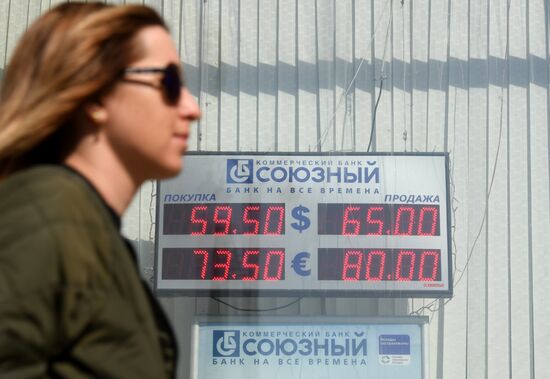 КОММЕРЧЕСКИЙ БАНК
СОЮЗНЫЙ
БАНК НА ВСЕ ВРЕМЕНА
ПОКУПКА ПРОДАЖА
59.50 $ 65.00
73.50 € 80.00
КОММЕРЧЕСКИЙ БАНК
СОЮЗНЫЙ
БАНК НА ВСЕ ВРЕМЕНА